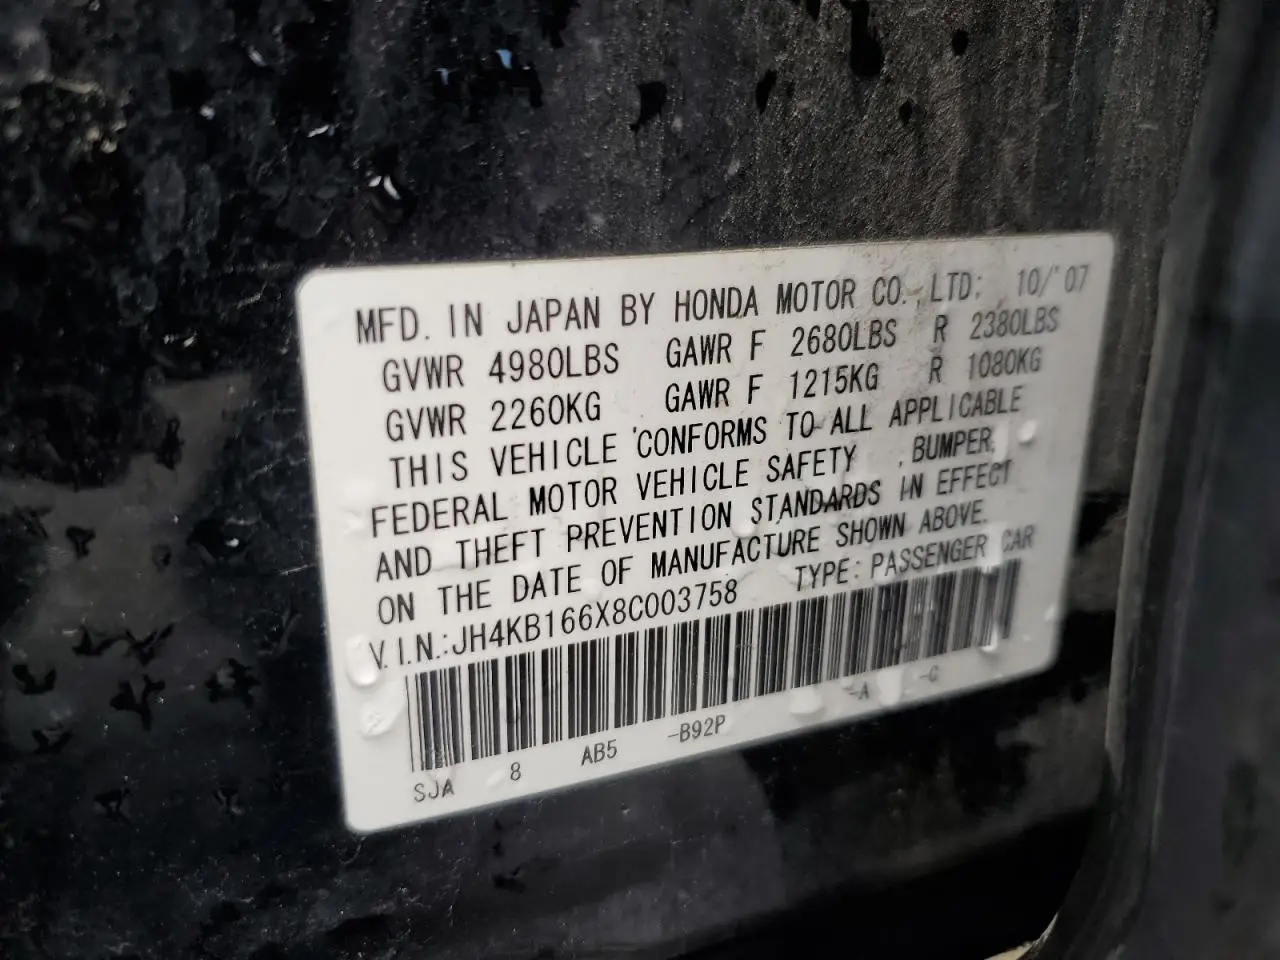 MFD. IN JAPAN BY HONDA MOTOR CO., LTD; 10/'07
GVWR 4980LBS GAWR F 2680LBS R 2380LBS
GVWR 2260KG GAWR F 1215KG R 1080KG
THIS VEHICLE CONFORMS TO ALL APPLICABLE
FEDERAL MOTOR VEHICLE SAFETY , BUMPER,
AND THEFT PREVENTION STANDARDS IN EFFECT
ON THE DATE OF MANUFACTURE SHOWN ABOVE.
V.I.N.:JH4KB166X8C003758 TYPE:PASSENGER CAR
SJA 8 AB5 -B92P -A -C